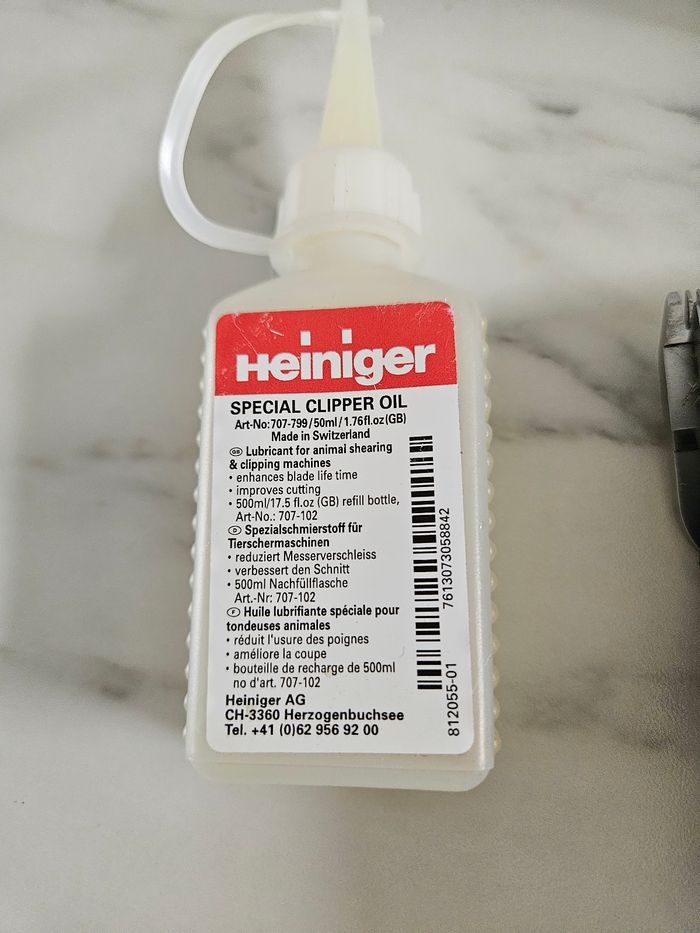 Heiniger
SPECIAL CLIPPER OIL
Art-No:707-799/50ml/1.76fl.oz(GB)
Made in Switzerland
GB Lubricant for animal shearing
& clipping machines
• enhances blade life time
• improves cutting
• 500ml/17.5 fl.oz (GB) refill bottle,
Art-No.: 707-102
D Spezialschmierstoff für
Tierschermaschinen
• reduziert Messerverschleiss
• verbessert den Schnitt
• 500ml Nachfüllflasche
Art.-Nr: 707-102
F Huile lubrifiante spéciale pour
tondeuses animales
• réduit l'usure des poignes
• améliore la coupe
• bouteille de recharge de 500ml
no d'art. 707-102
Heiniger AG
CH-3360 Herzogenbuchsee
Tel. +41 (0)62 956 92 00
7613073058842
812055-01